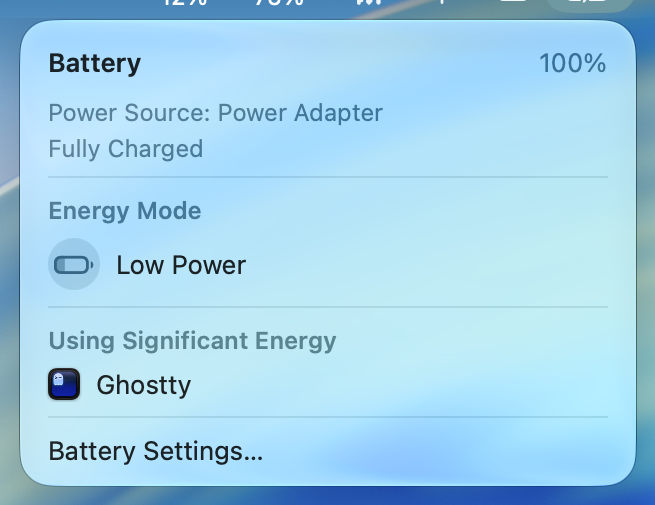 Battery
100%
Power Source: Power Adapter
Fully Charged
Energy Mode
Low Power
Using Significant Energy
Ghostty
Battery Settings...